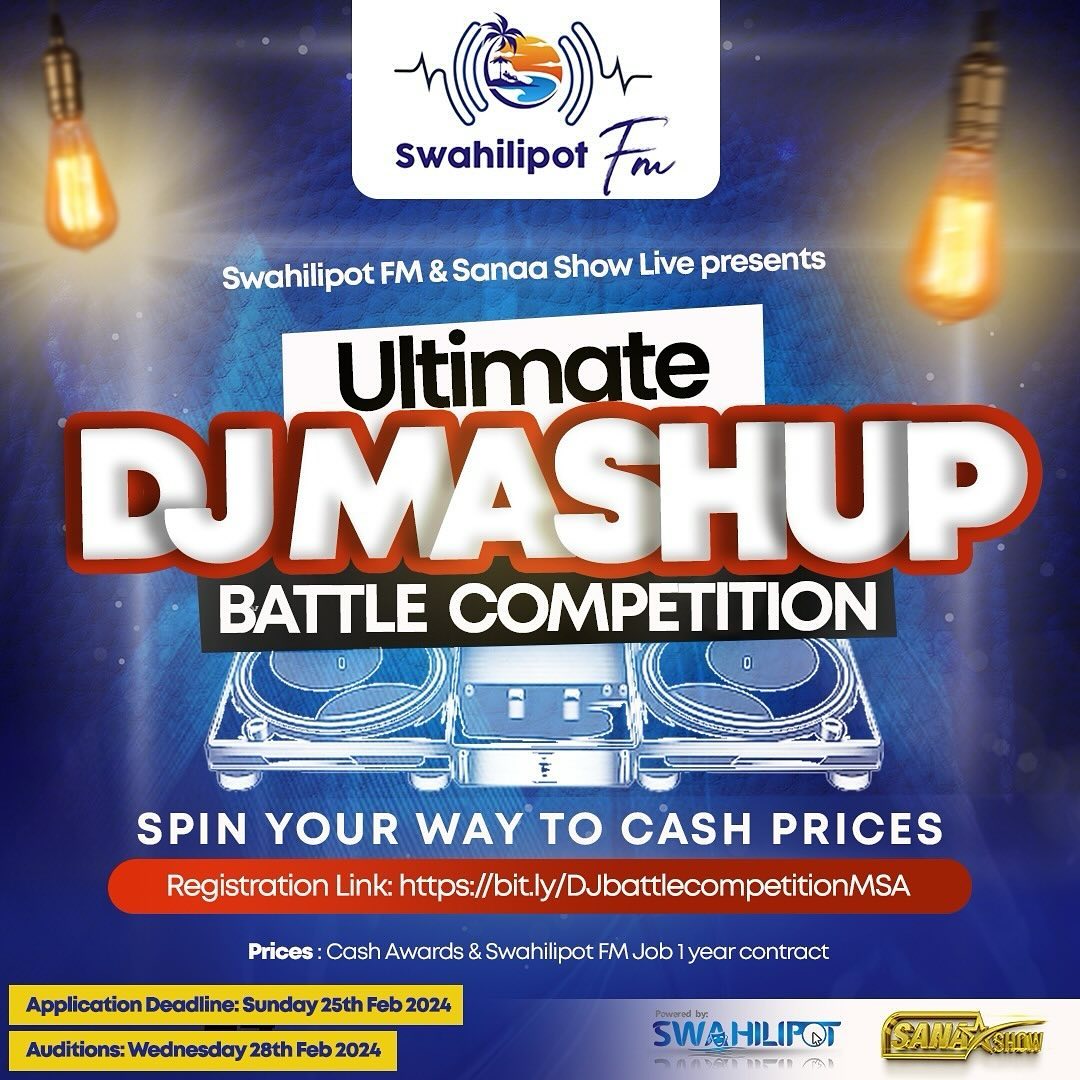 Swahilipot Fm
Swahilipot FM & Sanaa Show Live presents
Ultimate
DJ MASHUP
BATTLE COMPETITION
SPIN YOUR WAY TO CASH PRICES
Registration Link: https://bit.ly/DJbattlecompetitionMSA
Prices : Cash Awards & Swahilipot FM Job 1 year contract
Application Deadline: Sunday 25th Feb 2024
Auditions: Wednesday 28th Feb 2024
Powered by:
SWAHILIPOT
SANAA SHOW